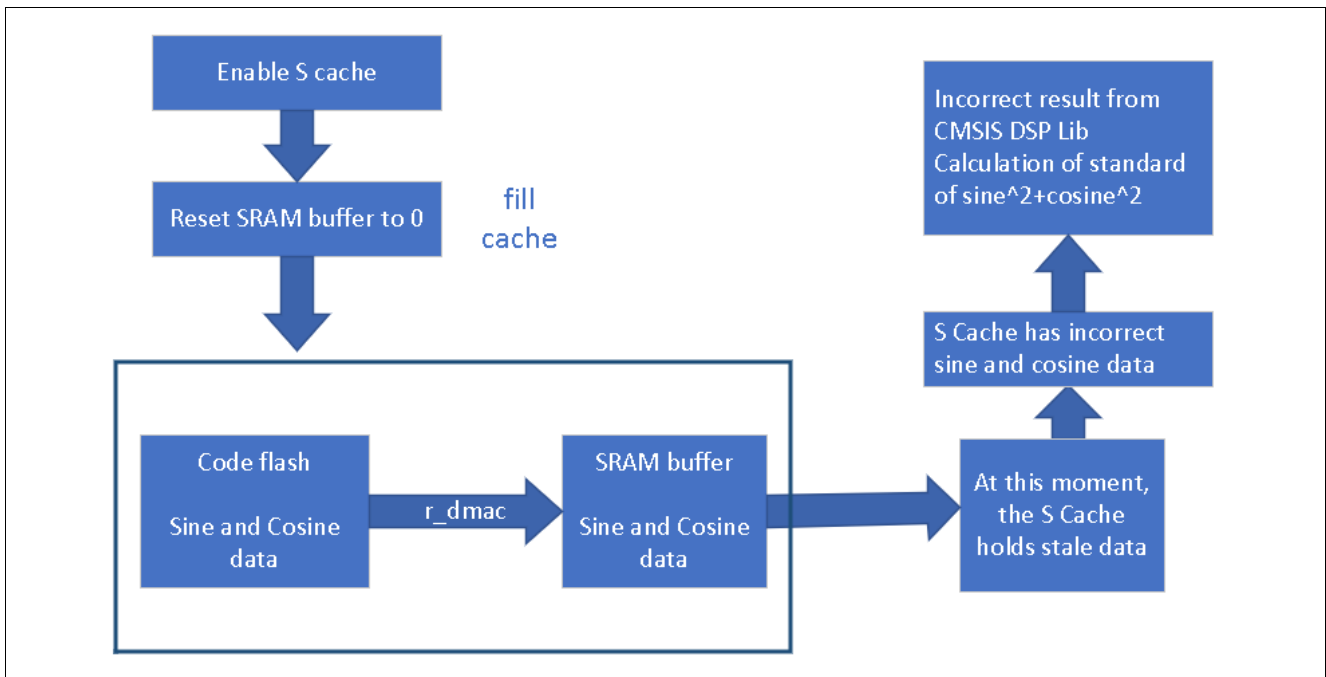 Enable S cache
Reset SRAM buffer to 0
fill
cache
Code flash
Sine and Cosine
data
r_dmac
SRAM buffer
Sine and Cosine
data
At this moment,
the S Cache
holds stale data
S Cache has incorrect
sine and cosine data
Incorrect result from
CMSIS DSP Lib
Calculation of standard
of sine^2+cosine^2